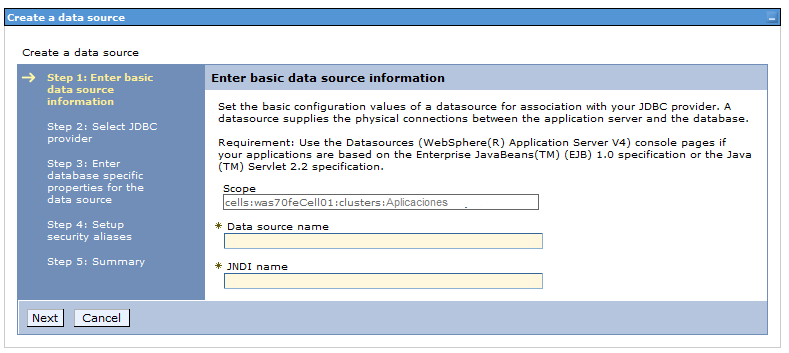 Create a data source
Create a data source
Step 1: Enter basic
data source
information
Step 2: Select JDBC
provider
Step 3: Enter
database specific
properties for the
data source
Step 4: Setup
security aliases
Step 5: Summary
Enter basic data source information
Set the basic configuration values of a datasource for association with your JDBC provider. A
datasource supplies the physical connections between the application server and the database.
Requirement: Use the Datasources (WebSphere(R) Application Server V4) console pages if
your applications are based on the Enterprise JavaBeans(TM) (EJB) 1.0 specification or the Java
(TM) Servlet 2.2 specification.
Scope
cells:was70feCell01:clusters:Aplicaciones
* Data source name
* JNDI name
Next
Cancel